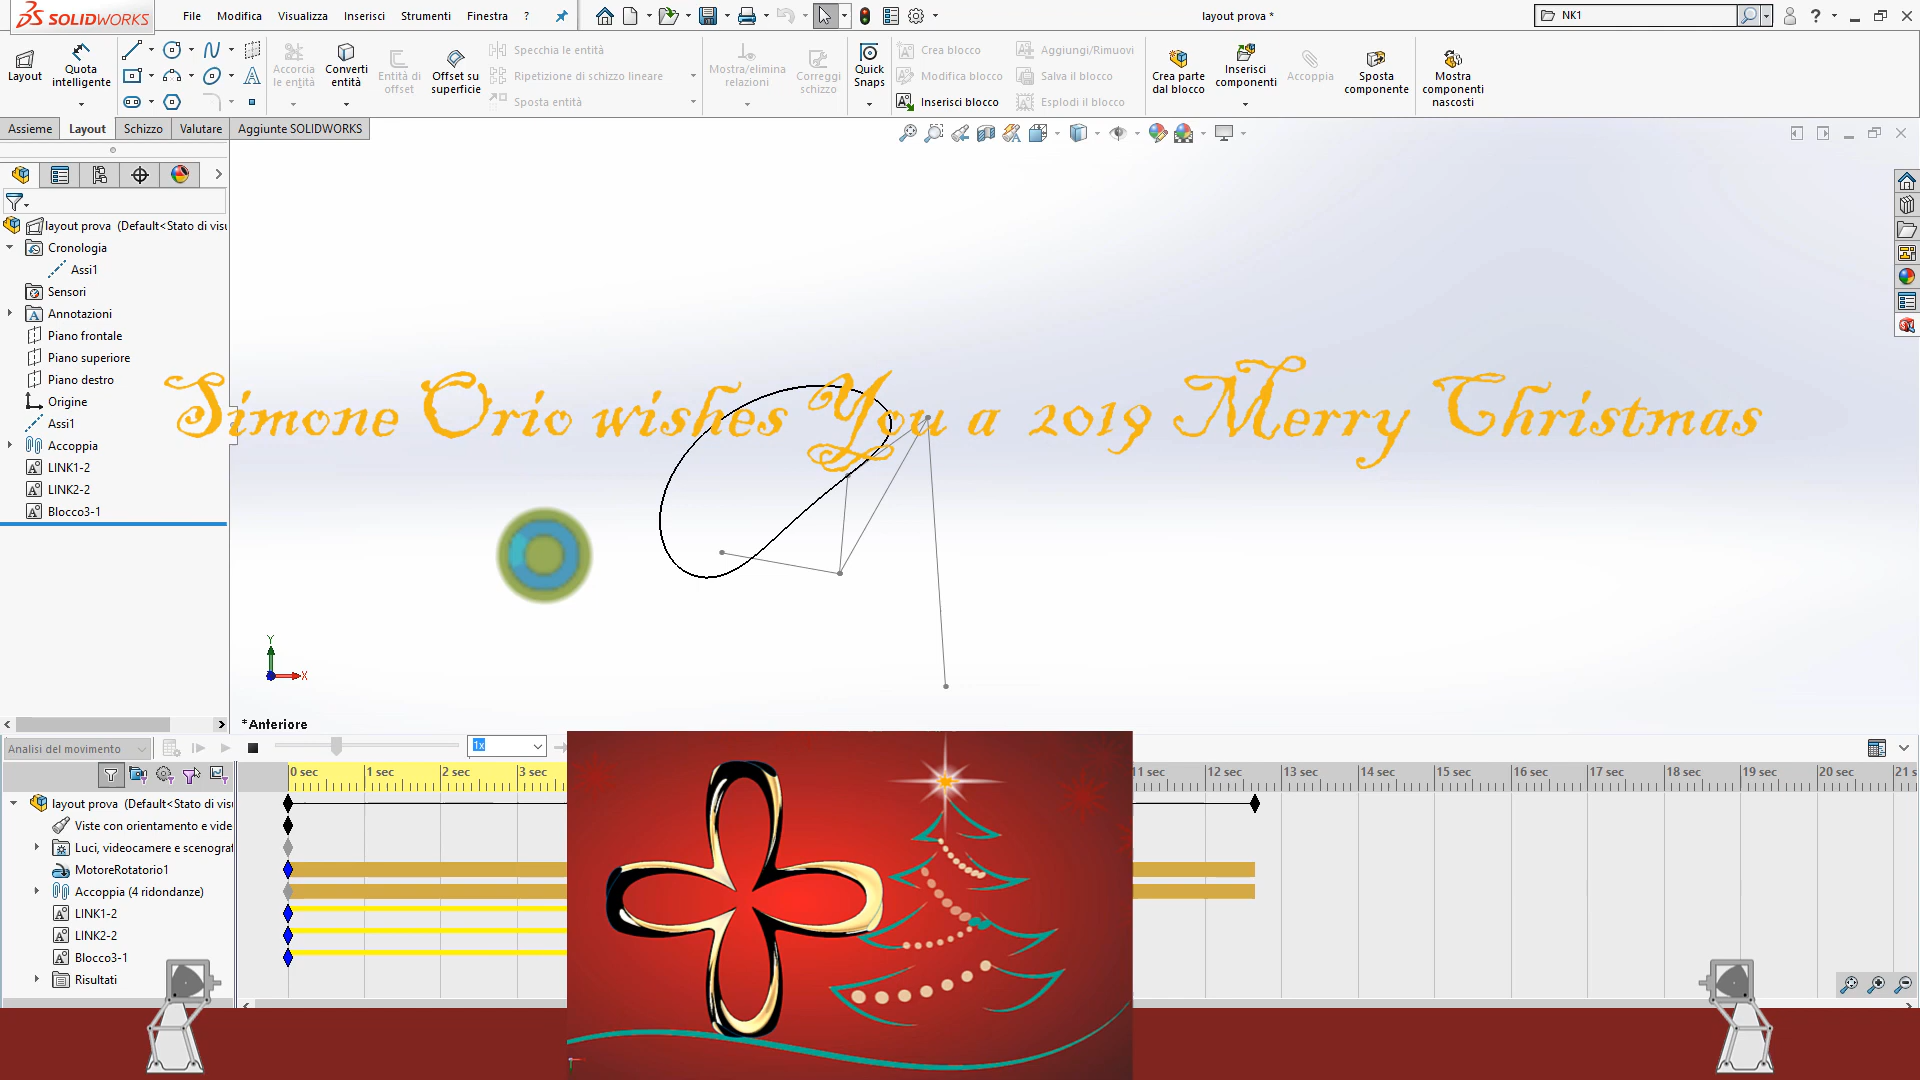 SOLIDWORKS
File Modifica Visualizza Inserisci Strumenti Finestra ?
layout prova *
NK1
?
Layout
Quota intelligente
Accorcia le entità
Converti entità
Entità di offset
Offset su superficie
Specchia le entità
Ripetizione di schizzo lineare
Sposta entità
Mostra/elimina relazioni
Correggi schizzo
Quick Snaps
Crea blocco
Modifica blocco
Inserisci blocco
Aggiungi/Rimuovi
Salva il blocco
Esplodi il blocco
Crea parte dal blocco
Inserisci componenti
Accoppia
Sposta componente
Mostra componenti nascosti
Assieme Layout Schizzo Valutare Aggiunte SOLIDWORKS
layout prova (Default<Stato di visu
Cronologia
Assi1
Sensori
Annotazioni
Piano frontale
Piano superiore
Piano destro
Origine
Assi1
Accoppia
LINK1-2
LINK2-2
Blocco3-1
Simone Orio wishes You a 2019 Merry Christmas
Y
X
*Anteriore
Analisi del movimento
1x
0 sec 1 sec 2 sec 3 sec 11 sec 12 sec 13 sec 14 sec 15 sec 16 sec 17 sec 18 sec 19 sec 20 sec 21 s
layout prova (Default<Stato di visu
Viste con orientamento e vide
Luci, videocamere e scenograf
MotoreRotatorio1
Accoppia (4 ridondanze)
LINK1-2
LINK2-2
Blocco3-1
Risultati